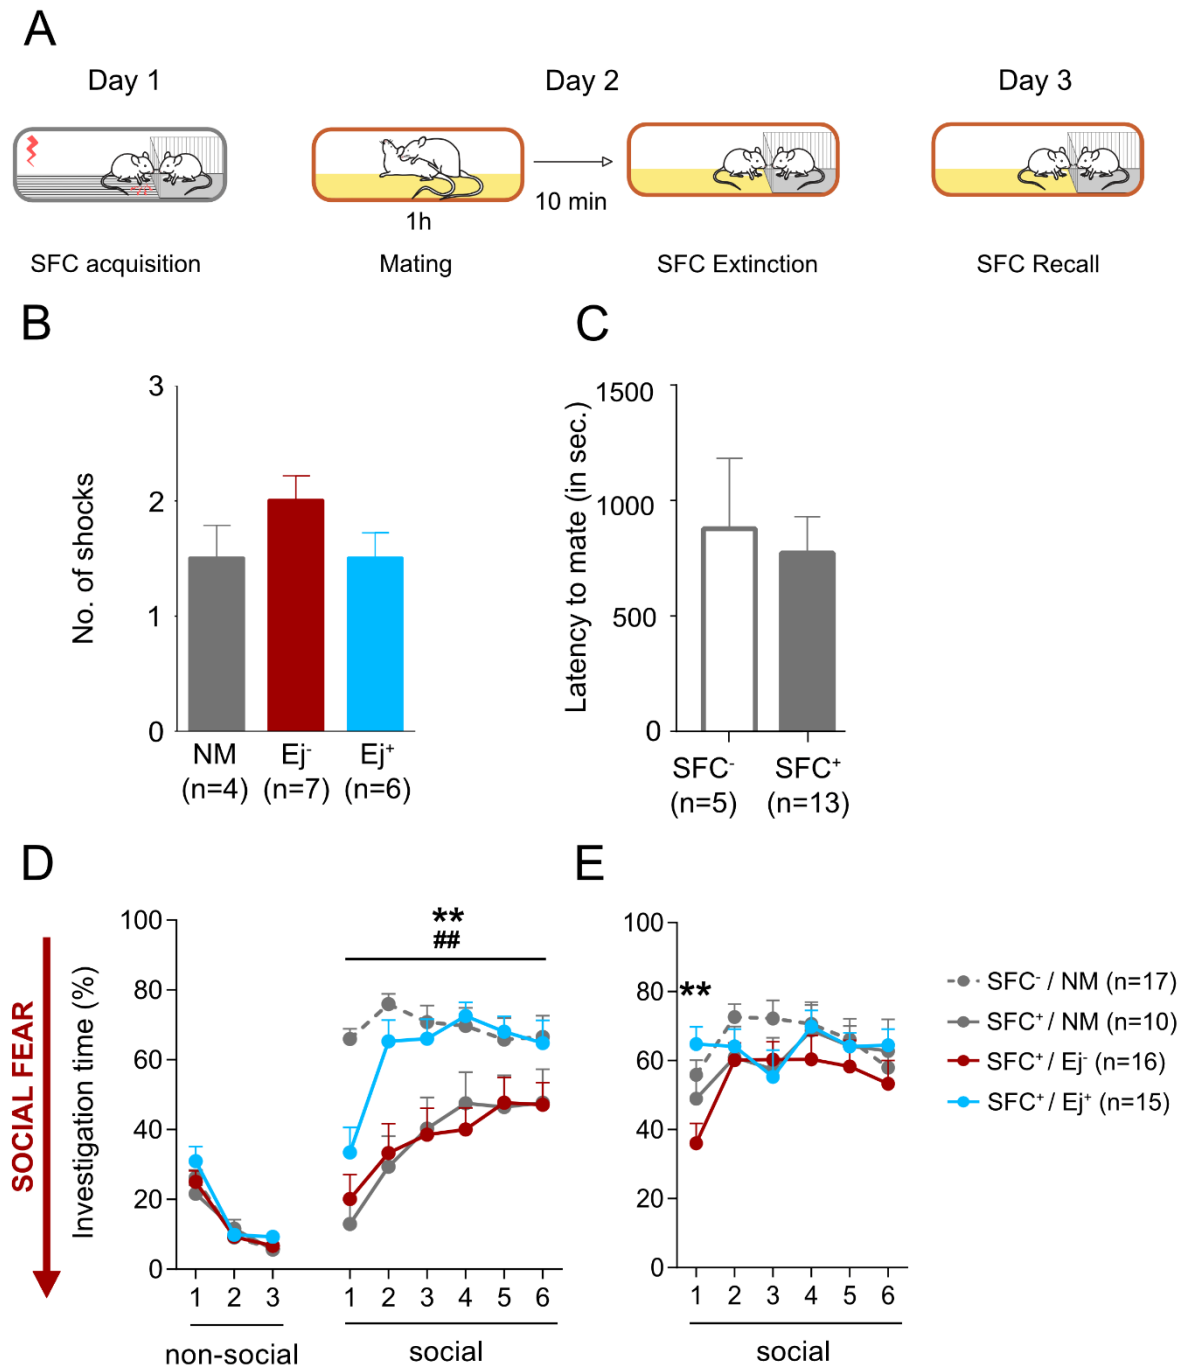 A
Day 1
Day 2
Day 3
10 min
1h
SFC acquisition
Mating
SFC Extinction
SFC Recall
B
No. of shocks
3
2
1
0
NM
(n=4)
Ej-
(n=7)
Ej+
(n=6)
C
Latency to mate (in sec.)
1500
1000
500
0
SFC-
(n=5)
SFC+
(n=13)
D
SOCIAL FEAR
Investigation time (%)
100
80
60
40
20
0
**
##
1 2 3
non-social
1 2 3 4 5 6
social
E
100
80
60
40
20
0
**
1 2 3 4 5 6
social
SFC- / NM (n=17)
SFC+ / NM (n=10)
SFC+ / Ej- (n=16)
SFC+ / Ej+ (n=15)